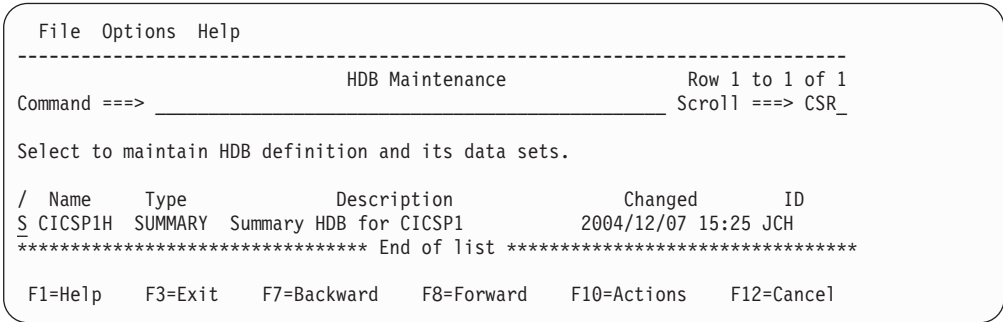 File Options Help
-------------------------------------------------------------------------------
HDB Maintenance Row 1 to 1 of 1
Command ===> ________________________________________________ Scroll ===> CSR_
Select to maintain HDB definition and its data sets.
/ Name Type Description Changed ID
S CICSP1H SUMMARY Summary HDB for CICSP1 2004/12/07 15:25 JCH
********************************* End of list *********************************
F1=Help F3=Exit F7=Backward F8=Forward F10=Actions F12=Cancel